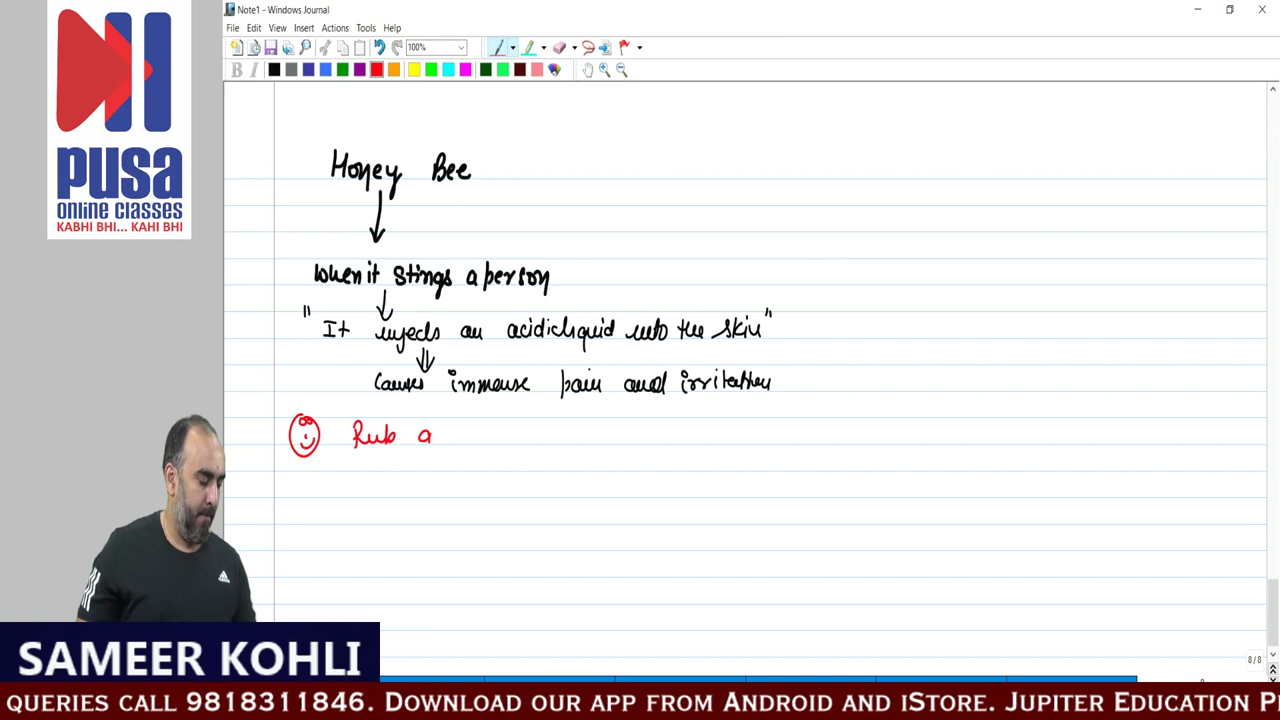 Note1 - Windows Journal
File Edit View Insert Actions Tools Help
100%
B I
PUSA
ONLINE CLASSES
KABHI BHI... KAHI BHI
Honey Bee
When it stings a person
"It injects an acidic liquid into the skin"
Causes immense pain and irritation
Rub a
8 / 8
SAMEER KOHLI
QUERIES CALL 9818311846. DOWNLOAD OUR APP FROM ANDROID AND ISTORE. JUPITER EDUCATION P